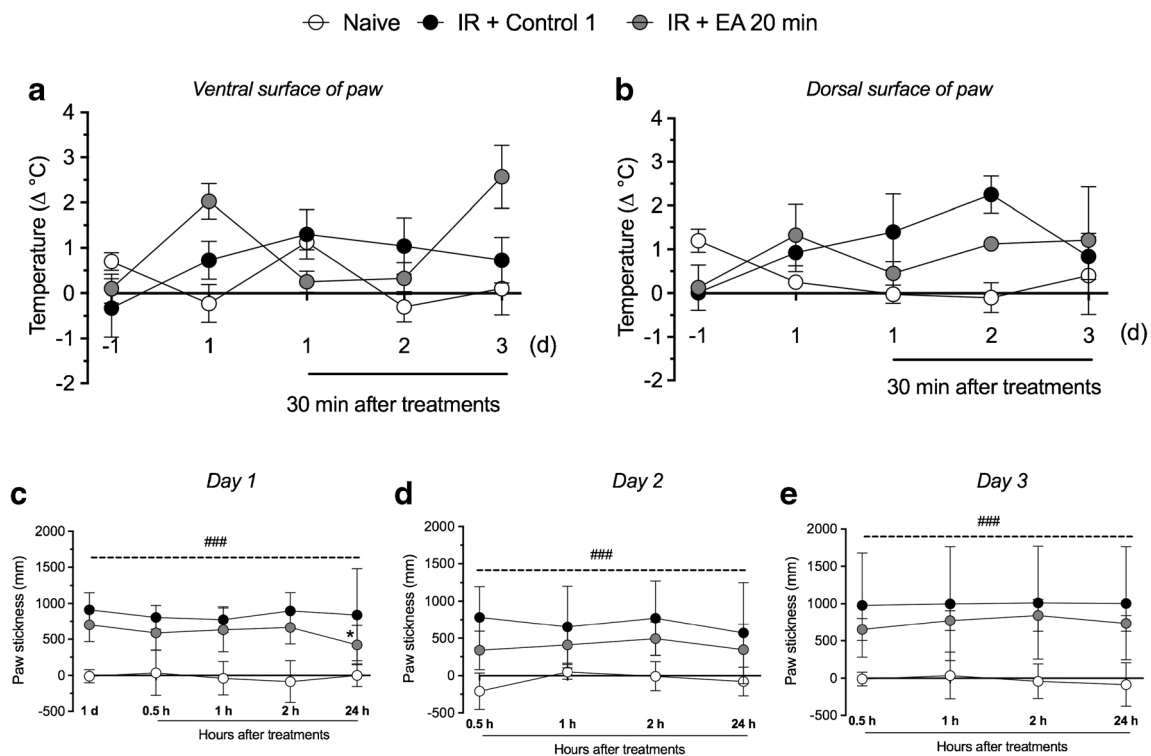 Naive IR + Control 1 IR + EA 20 min
a Ventral surface of paw
4
3
2
1
0
-1
-2
Temperature (Δ °C)
-1 1 1 2 3 (d)
30 min after treatments
b Dorsal surface of paw
4
3
2
1
0
-1
-2
Temperature (Δ °C)
-1 1 1 2 3 (d)
30 min after treatments
c Day 1
2000
1500
1000
500
0
-500
Paw stickness (mm)
###
*
1 d 0.5 h 1 h 2 h 24 h
Hours after treatments
d Day 2
2000
1500
1000
500
0
-500
Paw stickness (mm)
###
0.5 h 1 h 2 h 24 h
Hours after treatments
e Day 3
2000
1500
1000
500
0
-500
Paw stickness (mm)
###
0.5 h 1 h 2 h 24 h
Hours after treatments